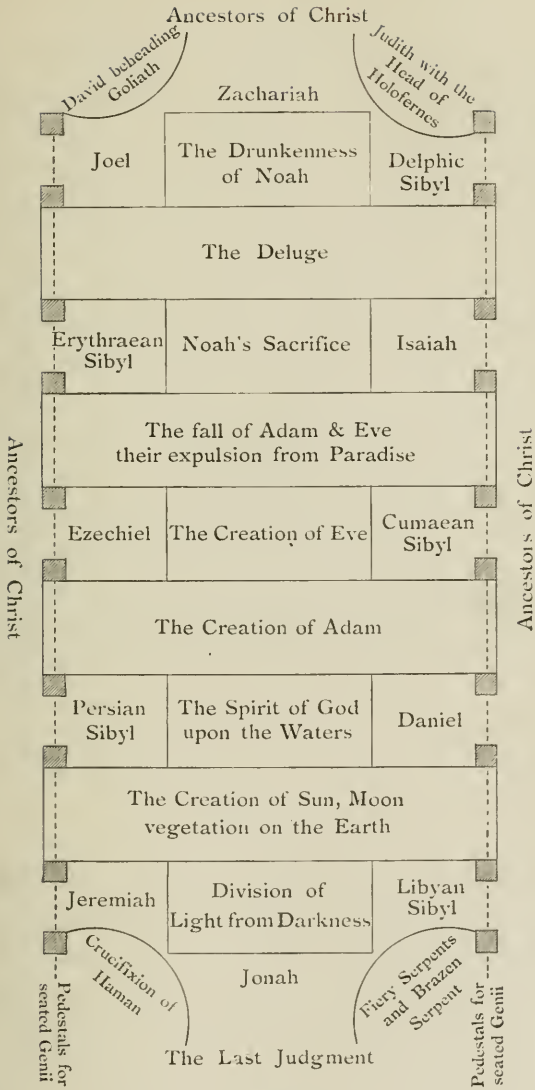 Ancestors of Christ
David beheading
Goliath
Judith with the
Head of
Holofernes
Zachariah
Joel
The Drunkenness
of Noah
Delphic
Sibyl
The Deluge
Erythraean
Sibyl
Noah's Sacrifice
Isaiah
The fall of Adam & Eve
their expulsion from Paradise
Ancestors of Christ
Ancestors of Christ
Ezechiel
The Creation of Eve
Cumaean
Sibyl
The Creation of Adam
Persian
Sibyl
The Spirit of God
upon the Waters
Daniel
The Creation of Sun, Moon
vegetation on the Earth
Jeremiah
Division of
Light from Darkness
Libyan
Sibyl
Crucifixion of
Haman
Jonah
Fiery Serpents
and Brazen
Serpent
Pedestals for
seated Genii
The Last Judgment
Pedestals for
seated Genii